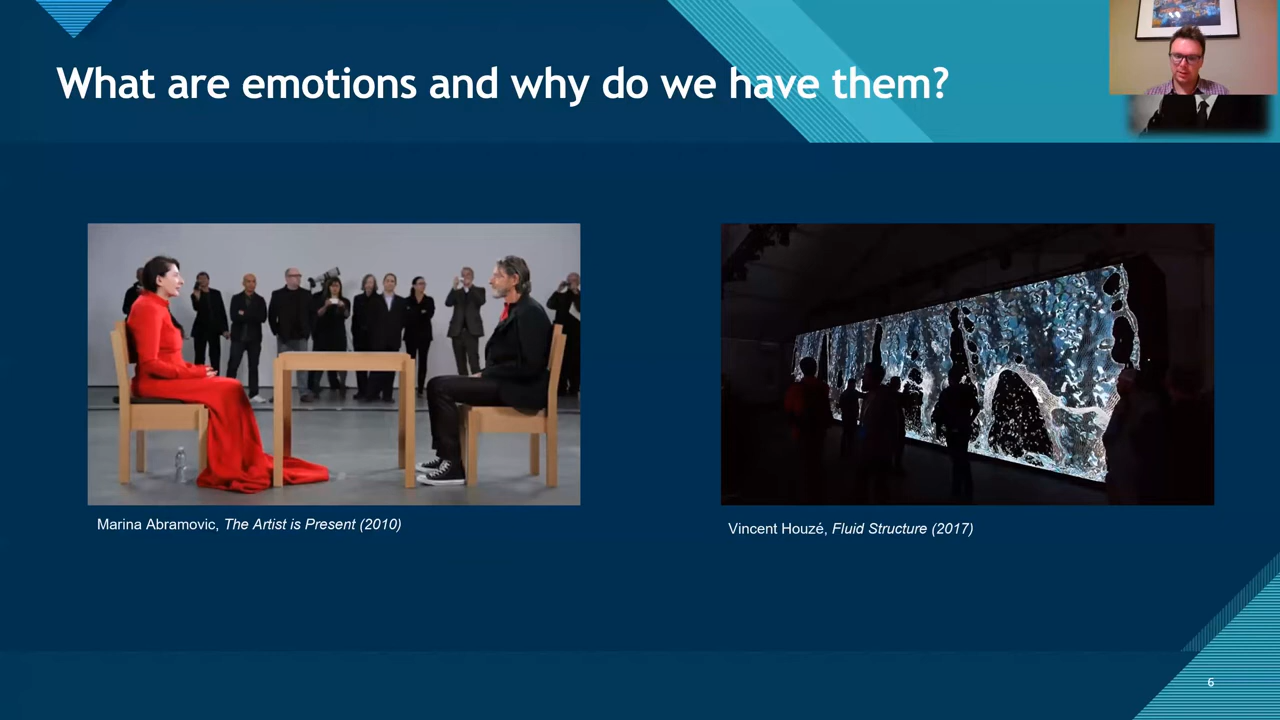 What are emotions and why do we have them?
Marina Abramovic, The Artist is Present (2010)
Vincent Houzé, Fluid Structure (2017)
6